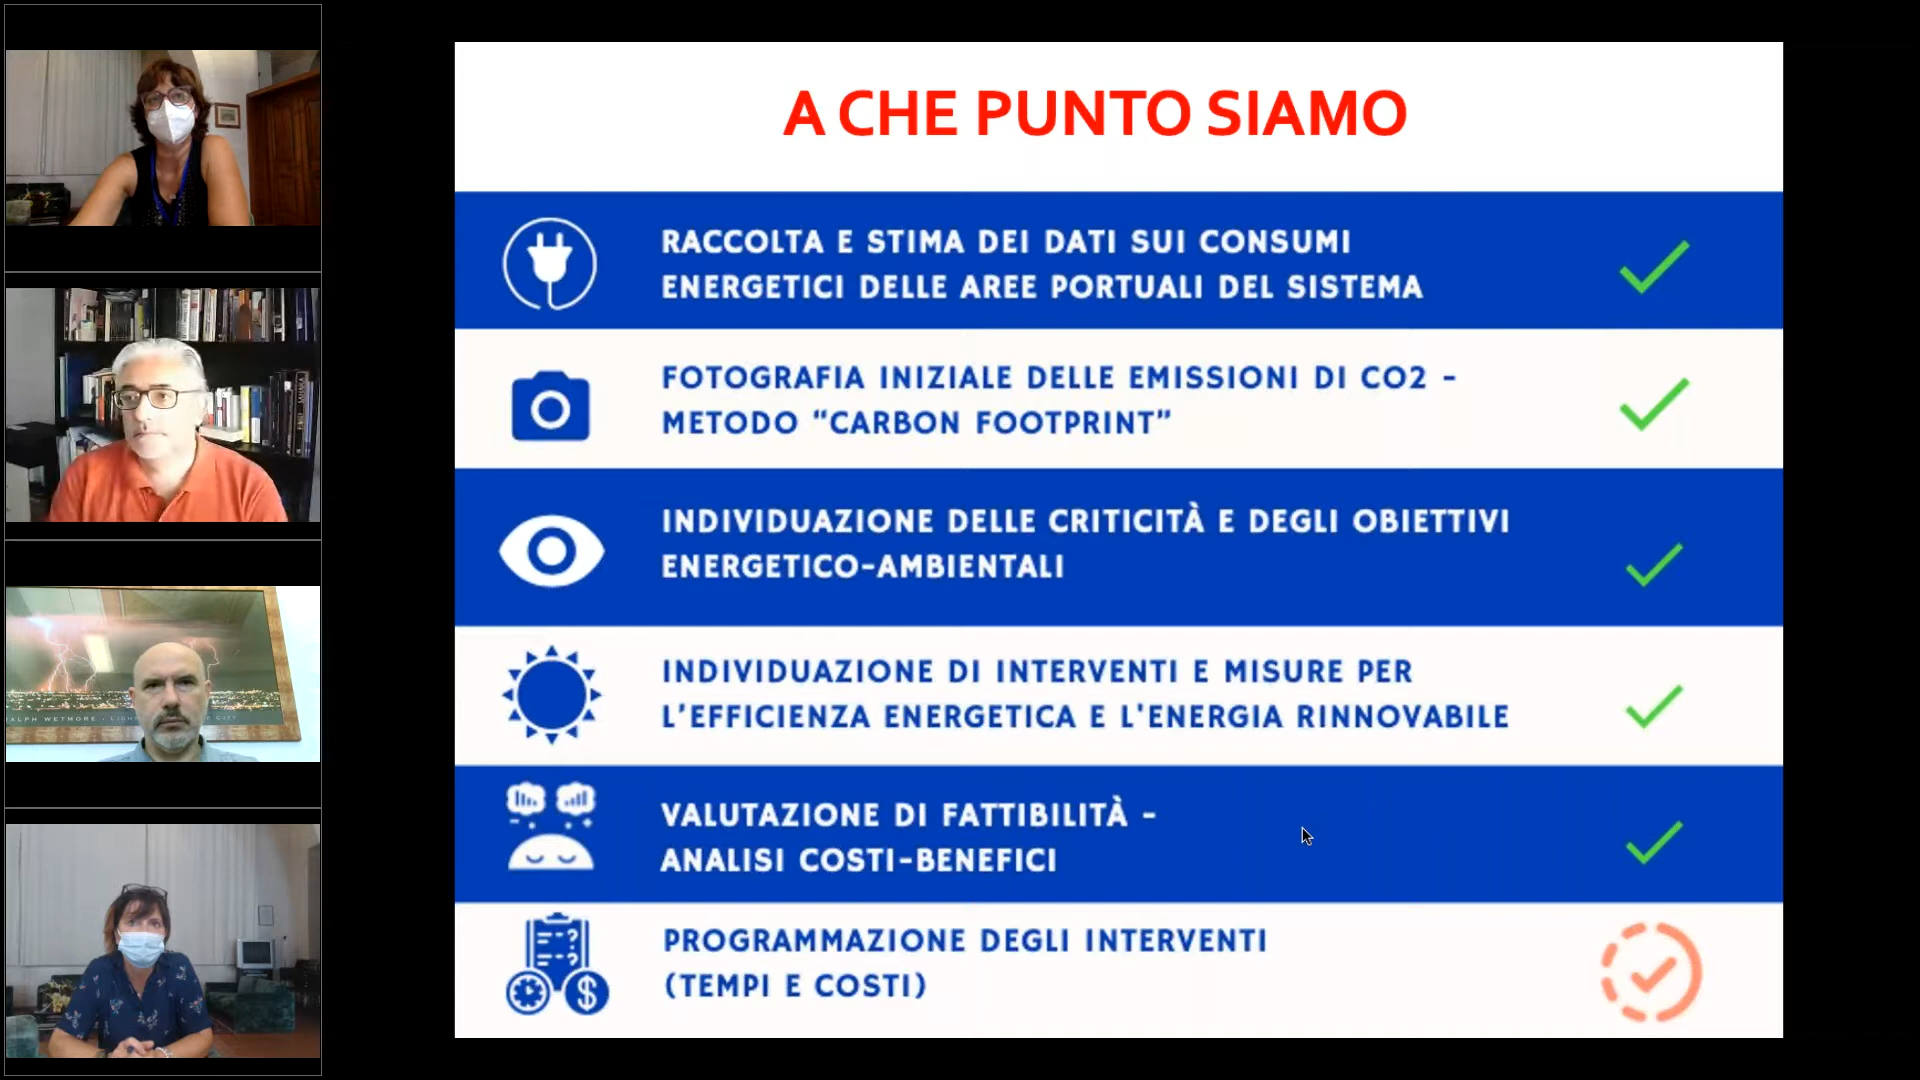 A CHE PUNTO SIAMO
RACCOLTA E STIMA DEI DATI SUI CONSUMI
ENERGETICI DELLE AREE PORTUALI DEL SISTEMA
FOTOGRAFIA INIZIALE DELLE EMISSIONI DI CO2 -
METODO “CARBON FOOTPRINT”
INDIVIDUAZIONE DELLE CRITICITÀ E DEGLI OBIETTIVI
ENERGETICO-AMBIENTALI
INDIVIDUAZIONE DI INTERVENTI E MISURE PER
L'EFFICIENZA ENERGETICA E L'ENERGIA RINNOVABILE
VALUTAZIONE DI FATTIBILITÀ -
ANALISI COSTI-BENEFICI
PROGRAMMAZIONE DEGLI INTERVENTI
(TEMPI E COSTI)
WETMORE